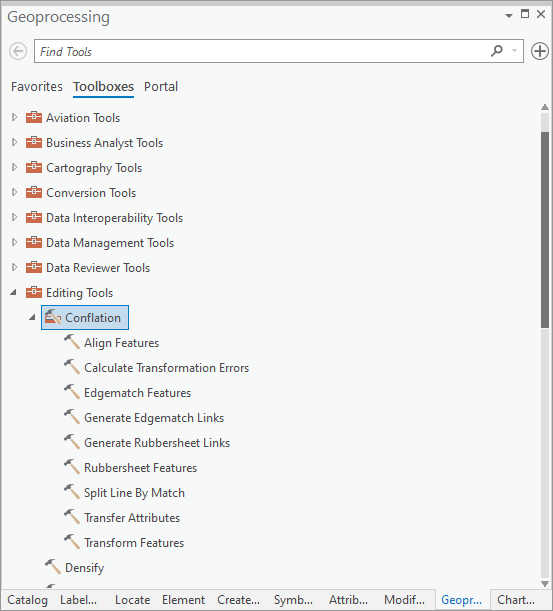 Geoprocessing
Find Tools
Favorites Toolboxes Portal
Aviation Tools
Business Analyst Tools
Cartography Tools
Conversion Tools
Data Interoperability Tools
Data Management Tools
Data Reviewer Tools
Editing Tools
Conflation
Align Features
Calculate Transformation Errors
Edgematch Features
Generate Edgematch Links
Generate Rubbersheet Links
Rubbersheet Features
Split Line By Match
Transfer Attributes
Transform Features
Densify
Catalog Label... Locate Element Create... Symb... Attrib... Modif... Geopr... Chart...